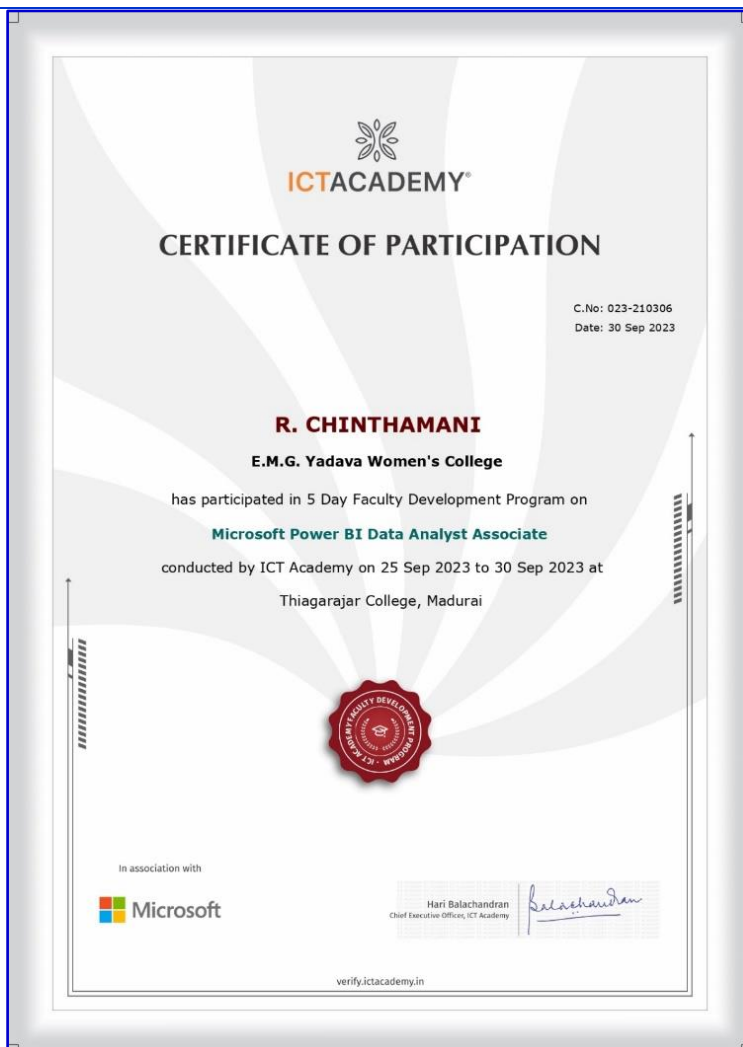 ICTACADEMY®
CERTIFICATE OF PARTICIPATION
C.No: 023-210306
Date: 30 Sep 2023
R. CHINTHAMANI
E.M.G. Yadava Women's College
has participated in 5 Day Faculty Development Program on
Microsoft Power BI Data Analyst Associate
conducted by ICT Academy on 25 Sep 2023 to 30 Sep 2023 at
Thiagarajar College, Madurai
FACULTY DEVELOPMENT PROGRAM - ICT ACADEMY
In association with
Microsoft
Hari Balachandran
Chief Executive Officer, ICT Academy
Balachandran
verify.ictacademy.in